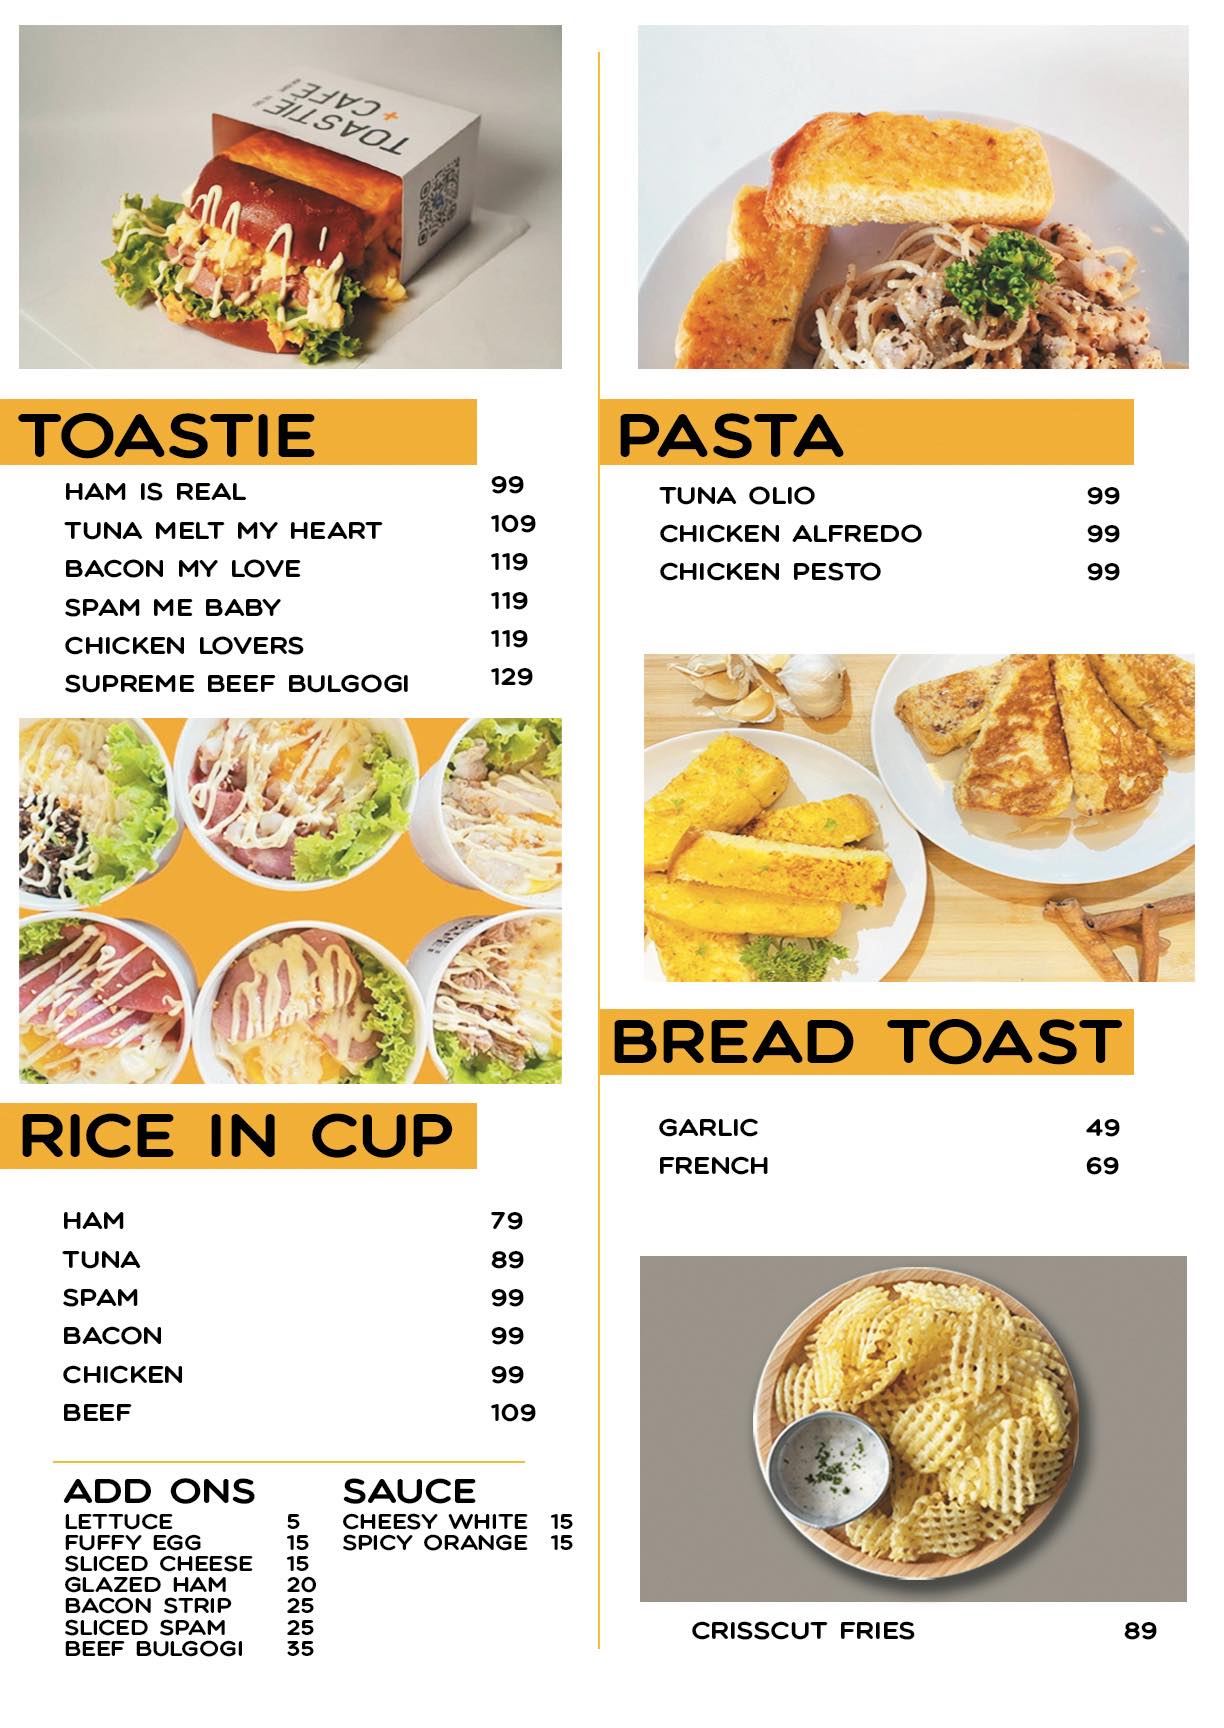 TOASTIE
+ CAFÉ
TOASTIE
HAM IS REAL 99
TUNA MELT MY HEART 109
BACON MY LOVE 119
SPAM ME BABY 119
CHICKEN LOVERS 119
SUPREME BEEF BULGOGI 129
RICE IN CUP
HAM 79
TUNA 89
SPAM 99
BACON 99
CHICKEN 99
BEEF 109
ADD ONS
LETTUCE 5
FUFFY EGG 15
SLICED CHEESE 15
GLAZED HAM 20
BACON STRIP 25
SLICED SPAM 25
BEEF BULGOGI 35
SAUCE
CHEESY WHITE 15
SPICY ORANGE 15
PASTA
TUNA OLIO 99
CHICKEN ALFREDO 99
CHICKEN PESTO 99
BREAD TOAST
GARLIC 49
FRENCH 69
CRISSCUT FRIES 89